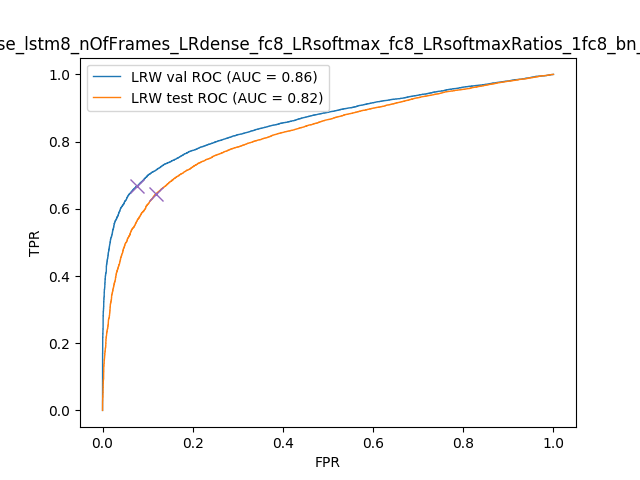 se_lstm8_nOfFrames_LRdense_fc8_LRsoftmax_fc8_LRsoftmaxRatios_1fc8_bn_
LRW val ROC (AUC = 0.86)
LRW test ROC (AUC = 0.82)
1.0
0.8
0.6
0.4
0.2
0.0
TPR
0.0 0.2 0.4 0.6 0.8 1.0
FPR